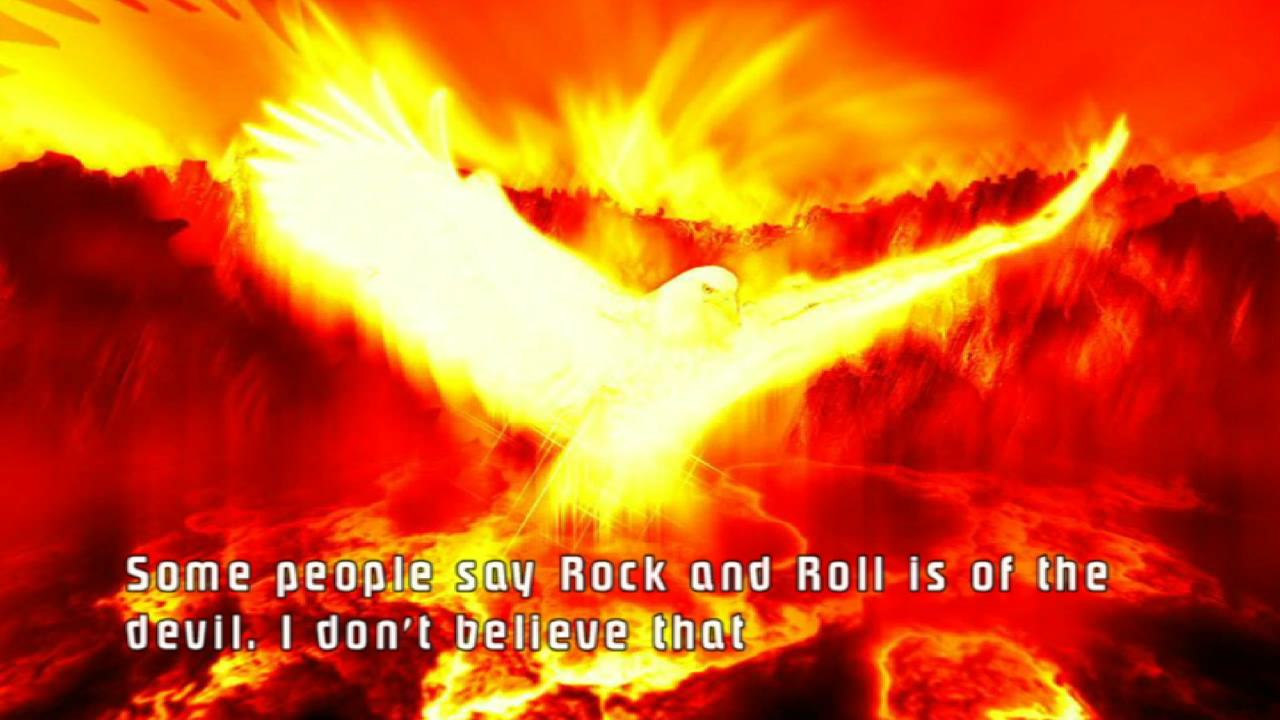 Some people say Rock and Roll is of the
devil. I don't believe that